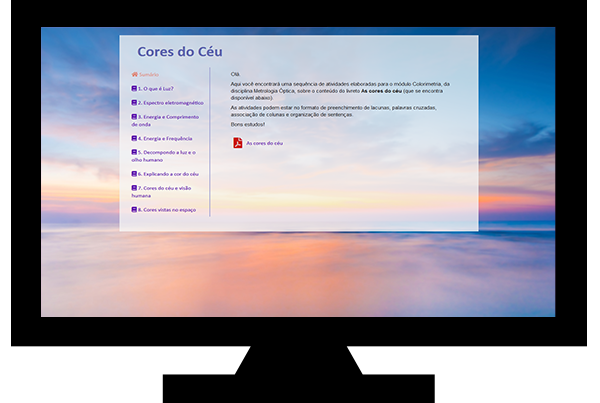 Cores do Céu
Sumário
1. O que é Luz?
2. Espectro eletromagnético
3. Energia e Comprimento
de onda
4. Energia e Frequência
5. Decompondo a luz e o
olho humano
6. Explicando a cor do céu
7. Cores do céu e visão
humana
8. Cores vistas no espaço
Olá
Aqui você encontrará uma sequência de atividades elaboradas para o módulo Colorimetria, da
disciplina Metrologia Óptica, sobre o conteúdo do livreto As cores do céu (que se encontra
disponível abaixo).
As atividades podem estar no formato de preenchimento de lacunas, palavras cruzadas,
associação de colunas e organização de sentenças.
Bons estudos!
As cores do céu